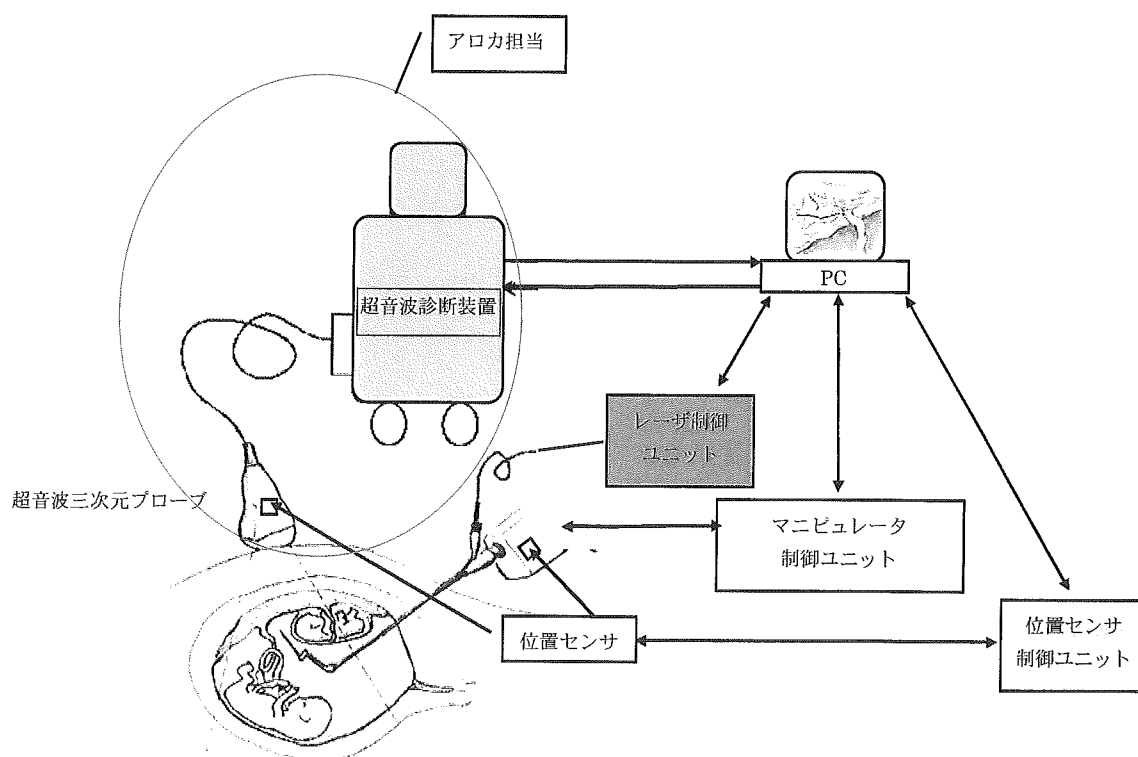 アロカ担当
PC
超音波診断装置
レーザ制御
ユニット
超音波三次元プローブ
マニピュレータ
制御ユニット
位置センサ
位置センサ
制御ユニット